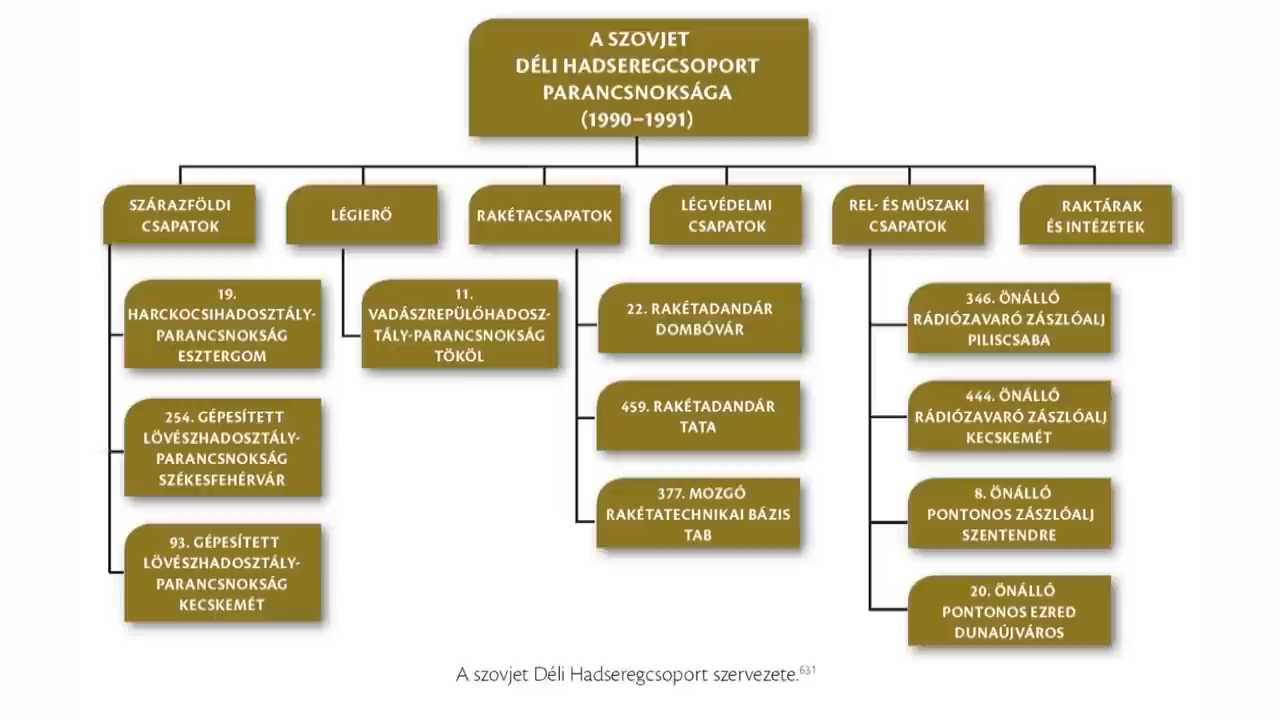 A SZOVJET
DÉLI HADSEREGCSOPORT
PARANCSNOKSÁGA
(1990–1991)
SZÁRAZFÖLDI
CSAPATOK
LÉGIERŐ
RAKÉTACSAPATOK
LÉGVÉDELMI
CSAPATOK
REL- ÉS MŰSZAKI
CSAPATOK
RAKTÁRAK
ÉS INTÉZETEK
19.
HARCKOCSIHADOSZTÁLY-
PARANCSNOKSÁG
ESZTERGOM
254. GÉPESÍTETT
LÖVÉSZHADOSZTÁLY-
PARANCSNOKSÁG
SZÉKESFEHÉRVÁR
93. GÉPESÍTETT
LÖVÉSZHADOSZTÁLY-
PARANCSNOKSÁG
KECSKEMÉT
11.
VADÁSZREPÜLŐHADOSZ-
TÁLY-PARANCSNOKSÁG
TÖKÖL
22. RAKÉTADANDÁR
DOMBÓVÁR
459. RAKÉTADANDÁR
TATA
377. MOZGÓ
RAKÉTATECHNIKAI BÁZIS
TAB
346. ÖNÁLLÓ
RÁDIÓZAVARÓ ZÁSZLÓALJ
PILISCSABA
444. ÖNÁLLÓ
RÁDIÓZAVARÓ ZÁSZLÓALJ
KECSKEMÉT
8. ÖNÁLLÓ
PONTONOS ZÁSZLÓALJ
SZENTENDRE
20. ÖNÁLLÓ
PONTONOS EZRED
DUNAÚJVÁROS
A szovjet Déli Hadseregcsoport szervezete.631